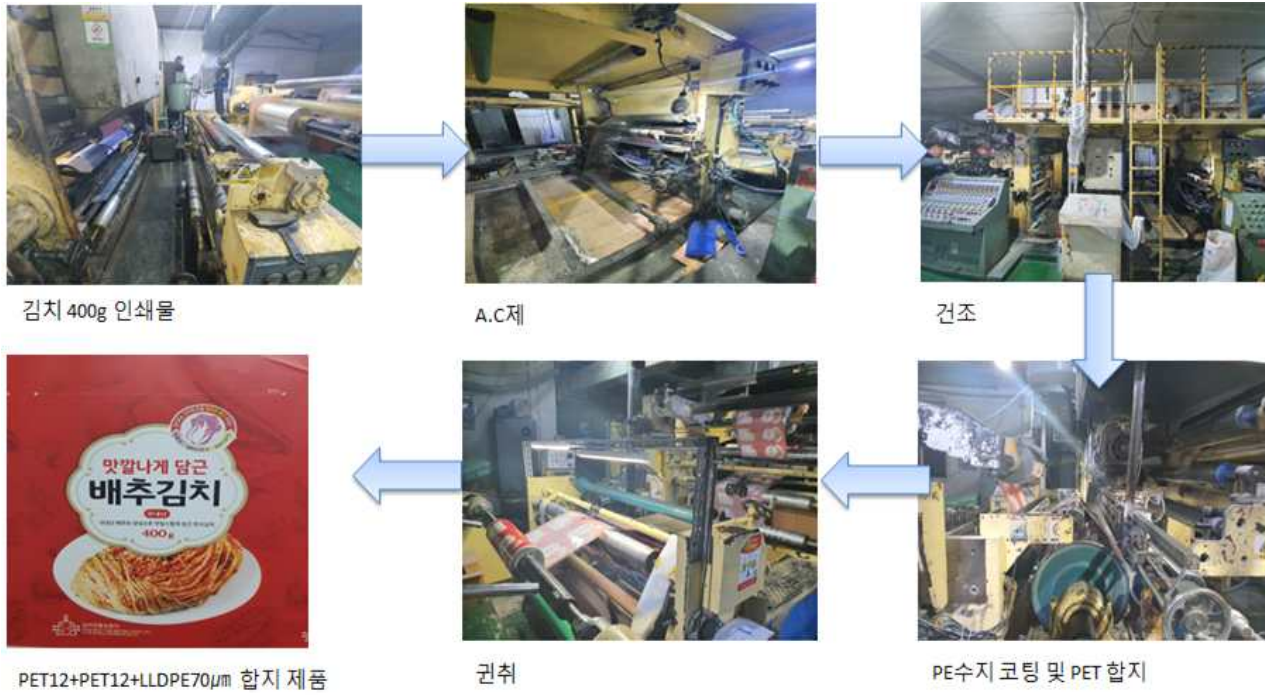 김치 400g 인쇄물
A.C제
건조
맛깔나게 담근
배추김치
400g
PET12+PET12+LLDPE70㎛ 합지 제품
귄취
PE수지 코팅 및 PET 합지